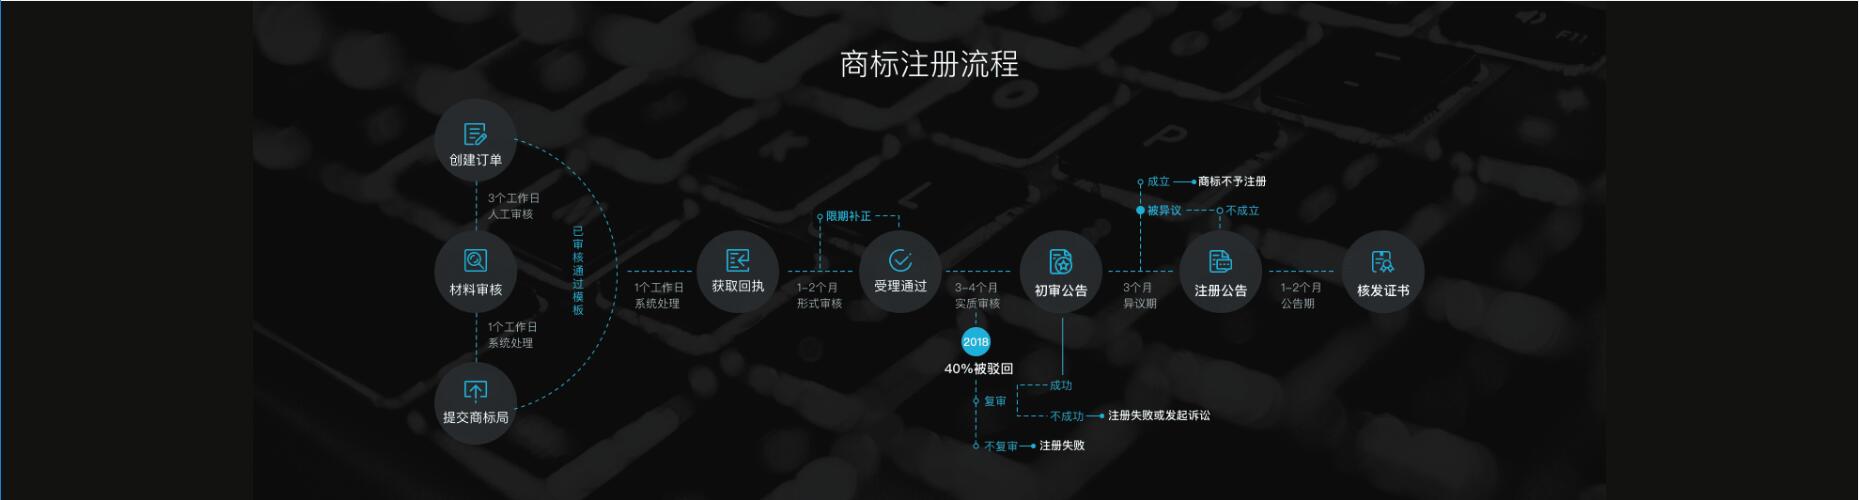 商标注册流程
创建订单
3个工作日
人工审核
材料审核
1个工作日
系统处理
提交商标局
已审核通过模板
1个工作日
系统处理
获取回执
1-2个月
形式审核
限期补正
受理通过
3-4个月
实质审核
2018
40%被驳回
复审
成功
不成功
注册失败或发起诉讼
不复审
注册失败
初审公告
3个月
异议期
成立
商标不予注册
被异议
不成立
注册公告
1-2个月
公告期
核发证书
F11
O
P
K
L